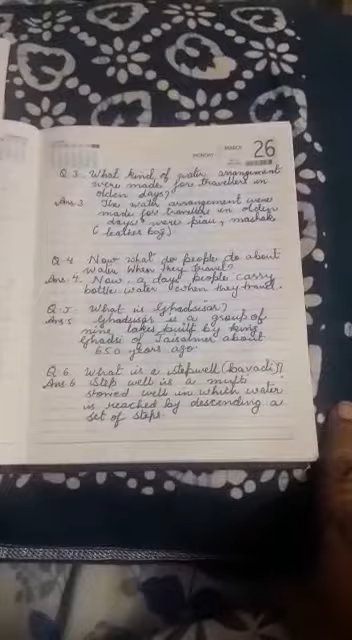 MONDAY MARCH 26
Q.3. What kind of water arrangement
were made for travellers in
olden days?
Ans.3 The water arrangement were
made for travellers in olden
days were piau, mashak
( leather bag)
Q.4. Now what do people do about
water when they travel?
Ans.4. Now a days people carry
bottle water when they travel.
Q.5. What is Ghadsisar?
Ans.5 Ghadsisar is a group of
nine lakes built by king
Ghadsi of Jaisalmer about
650 years ago.
Q.6. What is a stepwell (bavadi)?
Ans.6 Step well is a multi
storied well in which water
is reached by descending a
set of steps.